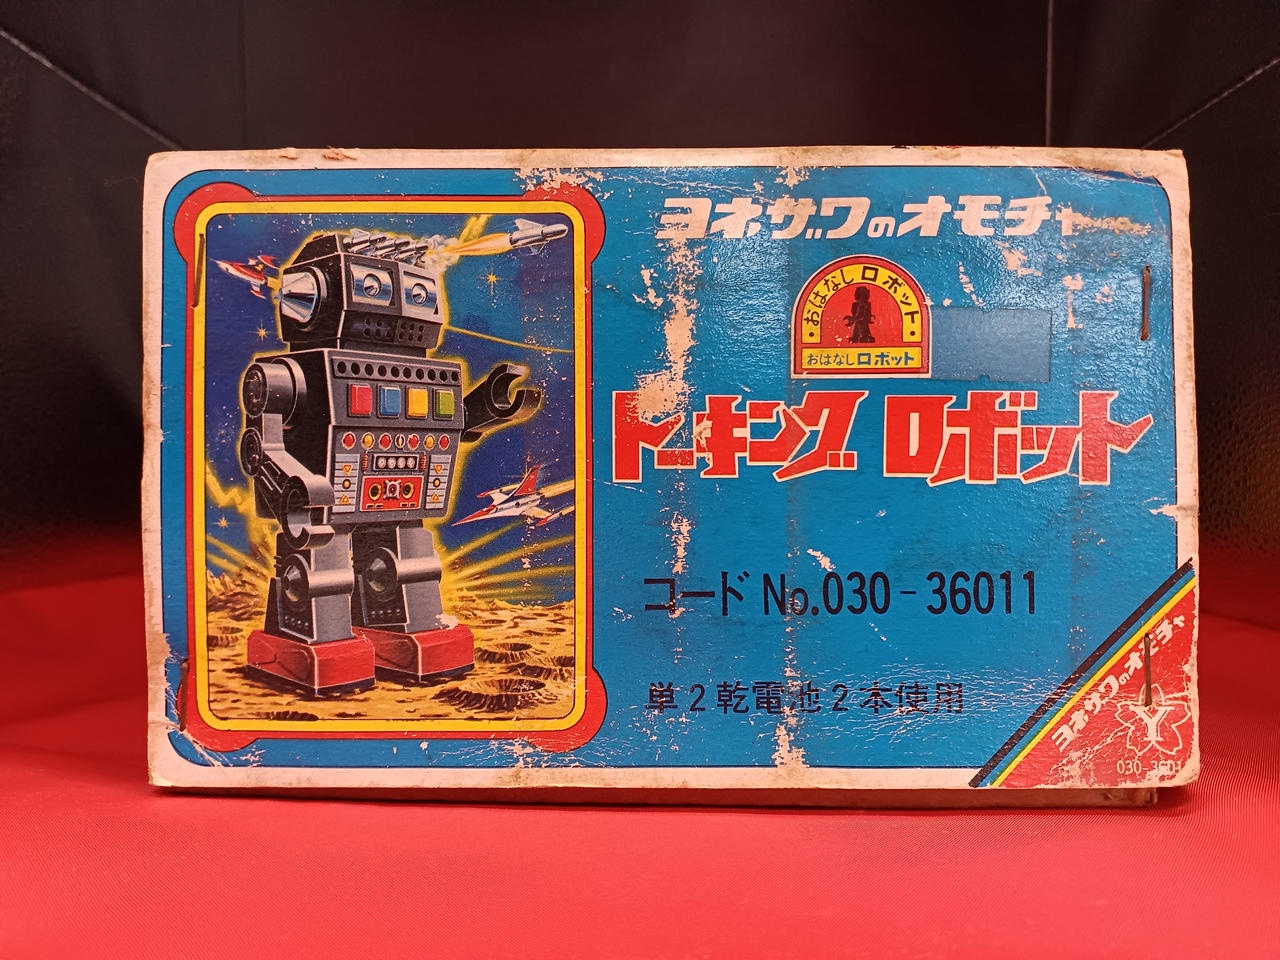 ヨネザワのオモチャ
おはなしロボット
おはなしロボット
トーキング ロボット
コード No.030-36011
単2乾電池2本使用
ヨネザワのオモチャ
Y
030-3601